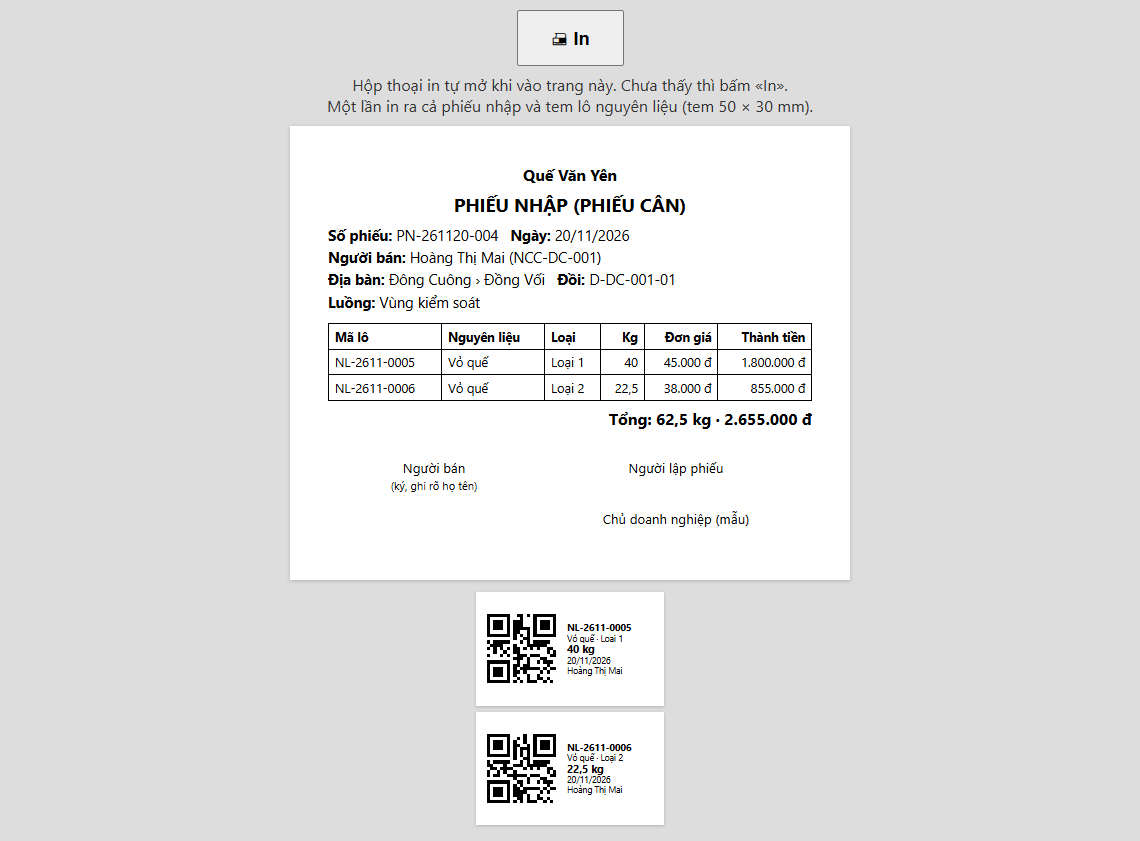 In
Hộp thoại in tự mở khi vào trang này. Chưa thấy thì bấm «In».
Một lần in ra cả phiếu nhập và tem lô nguyên liệu (tem 50 × 30 mm).
Quế Văn Yên
PHIẾU NHẬP (PHIẾU CÂN)
Số phiếu: PN-261120-004 Ngày: 20/11/2026
Người bán: Hoàng Thị Mai (NCC-DC-001)
Địa bàn: Đông Cuông › Đồng Vối Đồi: D-DC-001-01
Luồng: Vùng kiểm soát
Mã lô Nguyên liệu Loại Kg Đơn giá Thành tiền
NL-2611-0005 Vỏ quế Loại 1 40 45.000 đ 1.800.000 đ
NL-2611-0006 Vỏ quế Loại 2 22,5 38.000 đ 855.000 đ
Tổng: 62,5 kg · 2.655.000 đ
Người bán Người lập phiếu
(ký, ghi rõ họ tên)
Chủ doanh nghiệp (mẫu)
NL-2611-0005
Vỏ quế · Loại 1
40 kg
20/11/2026
Hoàng Thị Mai
NL-2611-0006
Vỏ quế · Loại 2
22,5 kg
20/11/2026
Hoàng Thị Mai